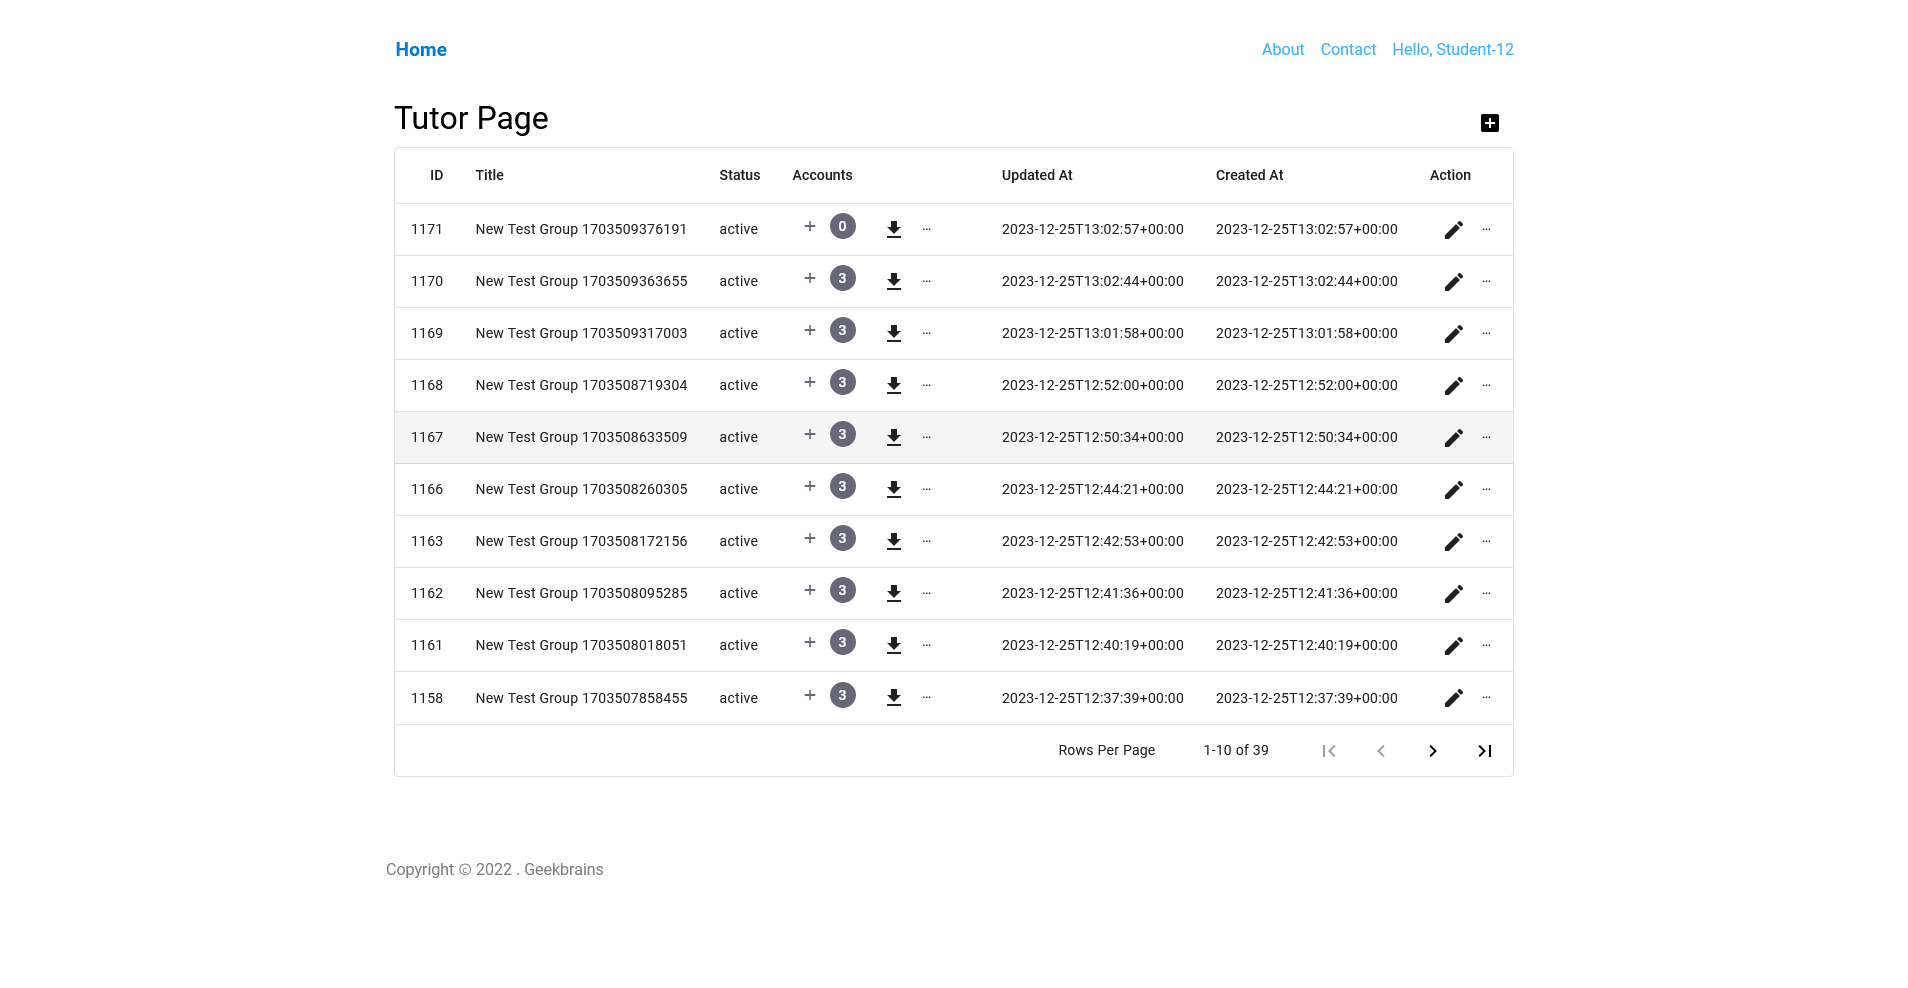 Home About Contact Hello, Student-12
Tutor Page
ID Title Status Accounts Updated At Created At Action
1171 New Test Group 1703509376191 active + 0 ... 2023-12-25T13:02:57+00:00 2023-12-25T13:02:57+00:00 ...
1170 New Test Group 1703509363655 active + 3 ... 2023-12-25T13:02:44+00:00 2023-12-25T13:02:44+00:00 ...
1169 New Test Group 1703509317003 active + 3 ... 2023-12-25T13:01:58+00:00 2023-12-25T13:01:58+00:00 ...
1168 New Test Group 1703508719304 active + 3 ... 2023-12-25T12:52:00+00:00 2023-12-25T12:52:00+00:00 ...
1167 New Test Group 1703508633509 active + 3 ... 2023-12-25T12:50:34+00:00 2023-12-25T12:50:34+00:00 ...
1166 New Test Group 1703508260305 active + 3 ... 2023-12-25T12:44:21+00:00 2023-12-25T12:44:21+00:00 ...
1163 New Test Group 1703508172156 active + 3 ... 2023-12-25T12:42:53+00:00 2023-12-25T12:42:53+00:00 ...
1162 New Test Group 1703508095285 active + 3 ... 2023-12-25T12:41:36+00:00 2023-12-25T12:41:36+00:00 ...
1161 New Test Group 1703508018051 active + 3 ... 2023-12-25T12:40:19+00:00 2023-12-25T12:40:19+00:00 ...
1158 New Test Group 1703507858455 active + 3 ... 2023-12-25T12:37:39+00:00 2023-12-25T12:37:39+00:00 ...
Rows Per Page 1-10 of 39
Copyright © 2022 . Geekbrains